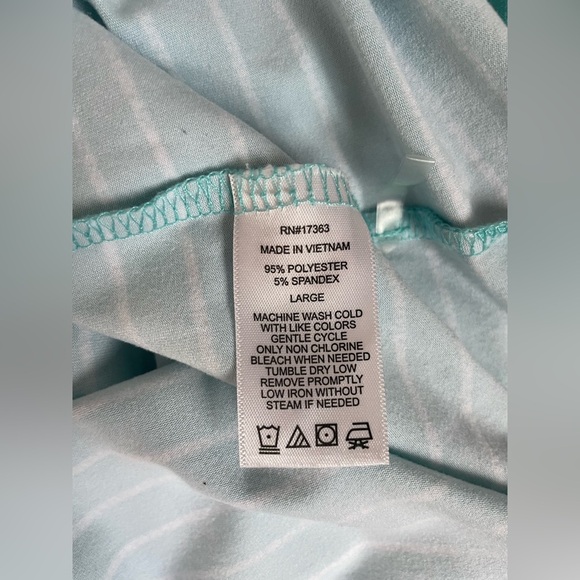 RN#17363
MADE IN VIETNAM
95% POLYESTER
5% SPANDEX
LARGE
MACHINE WASH COLD
WITH LIKE COLORS
GENTLE CYCLE
ONLY NON CHLORINE
BLEACH WHEN NEEDED
TUMBLE DRY LOW
REMOVE PROMPTLY
LOW IRON WITHOUT
STEAM IF NEEDED